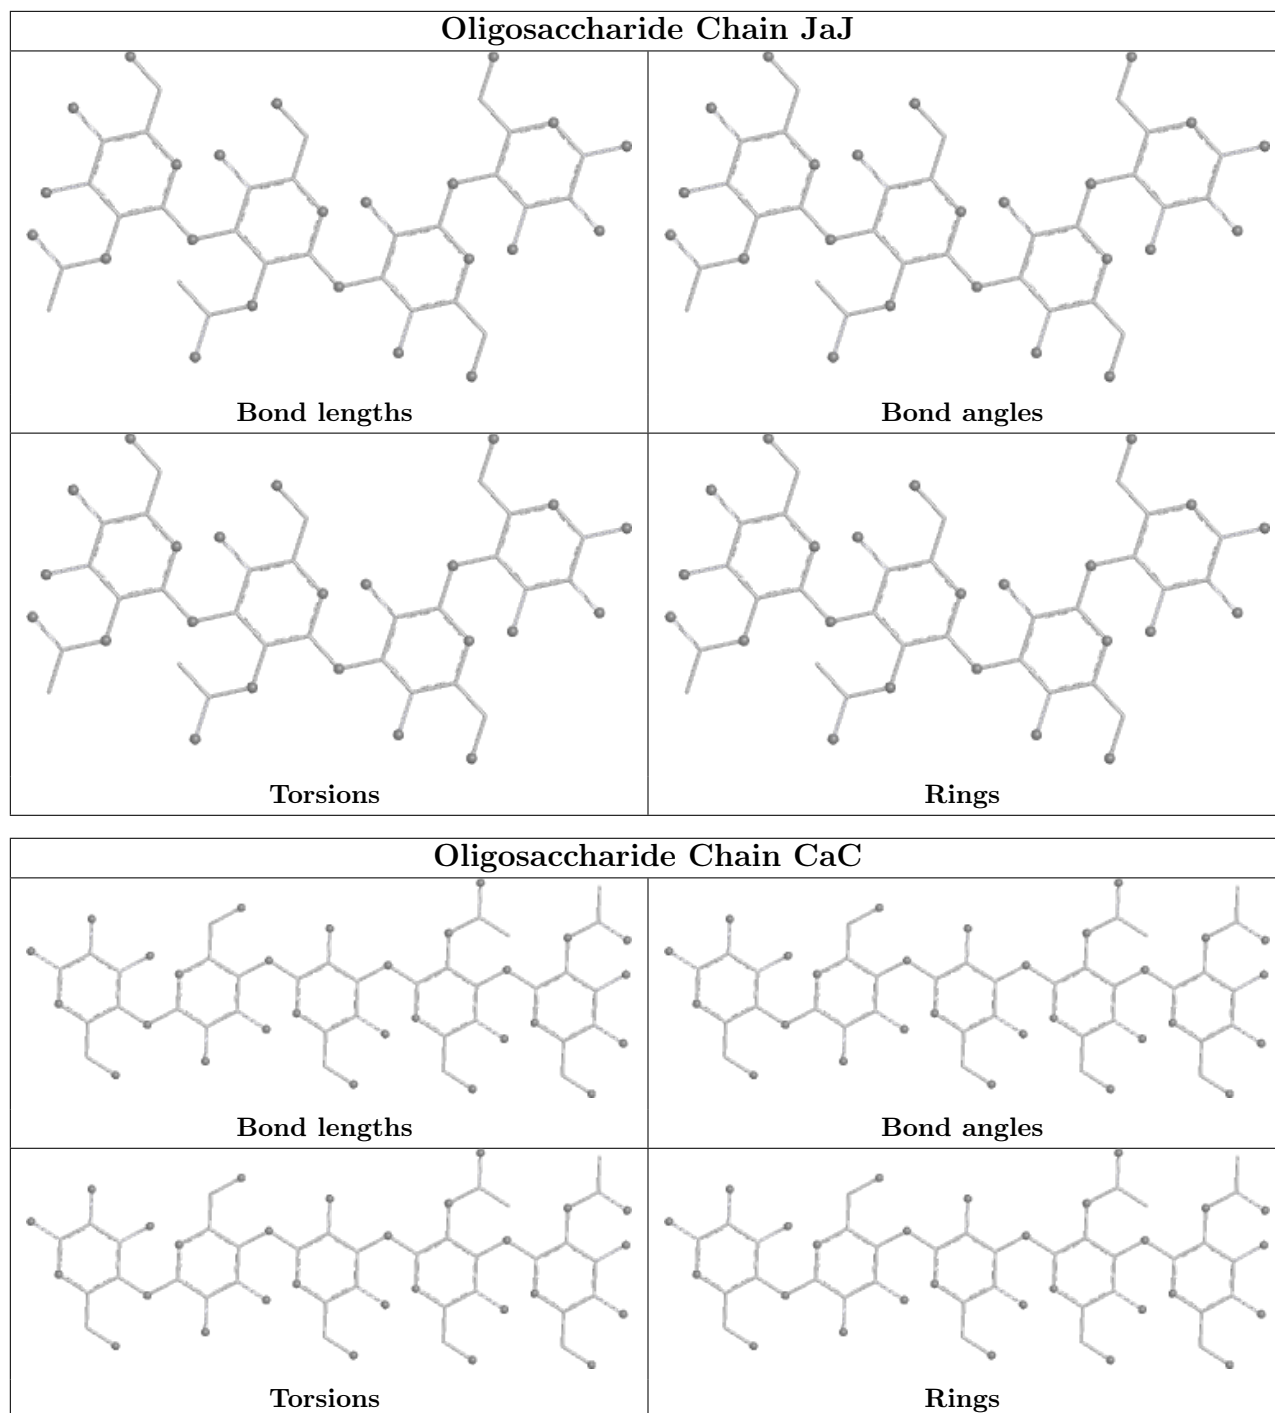 Oligosaccharide Chain JaJ
Bond lengths
Bond angles
Torsions
Rings
Oligosaccharide Chain CaC
Bond lengths
Bond angles
Torsions
Rings